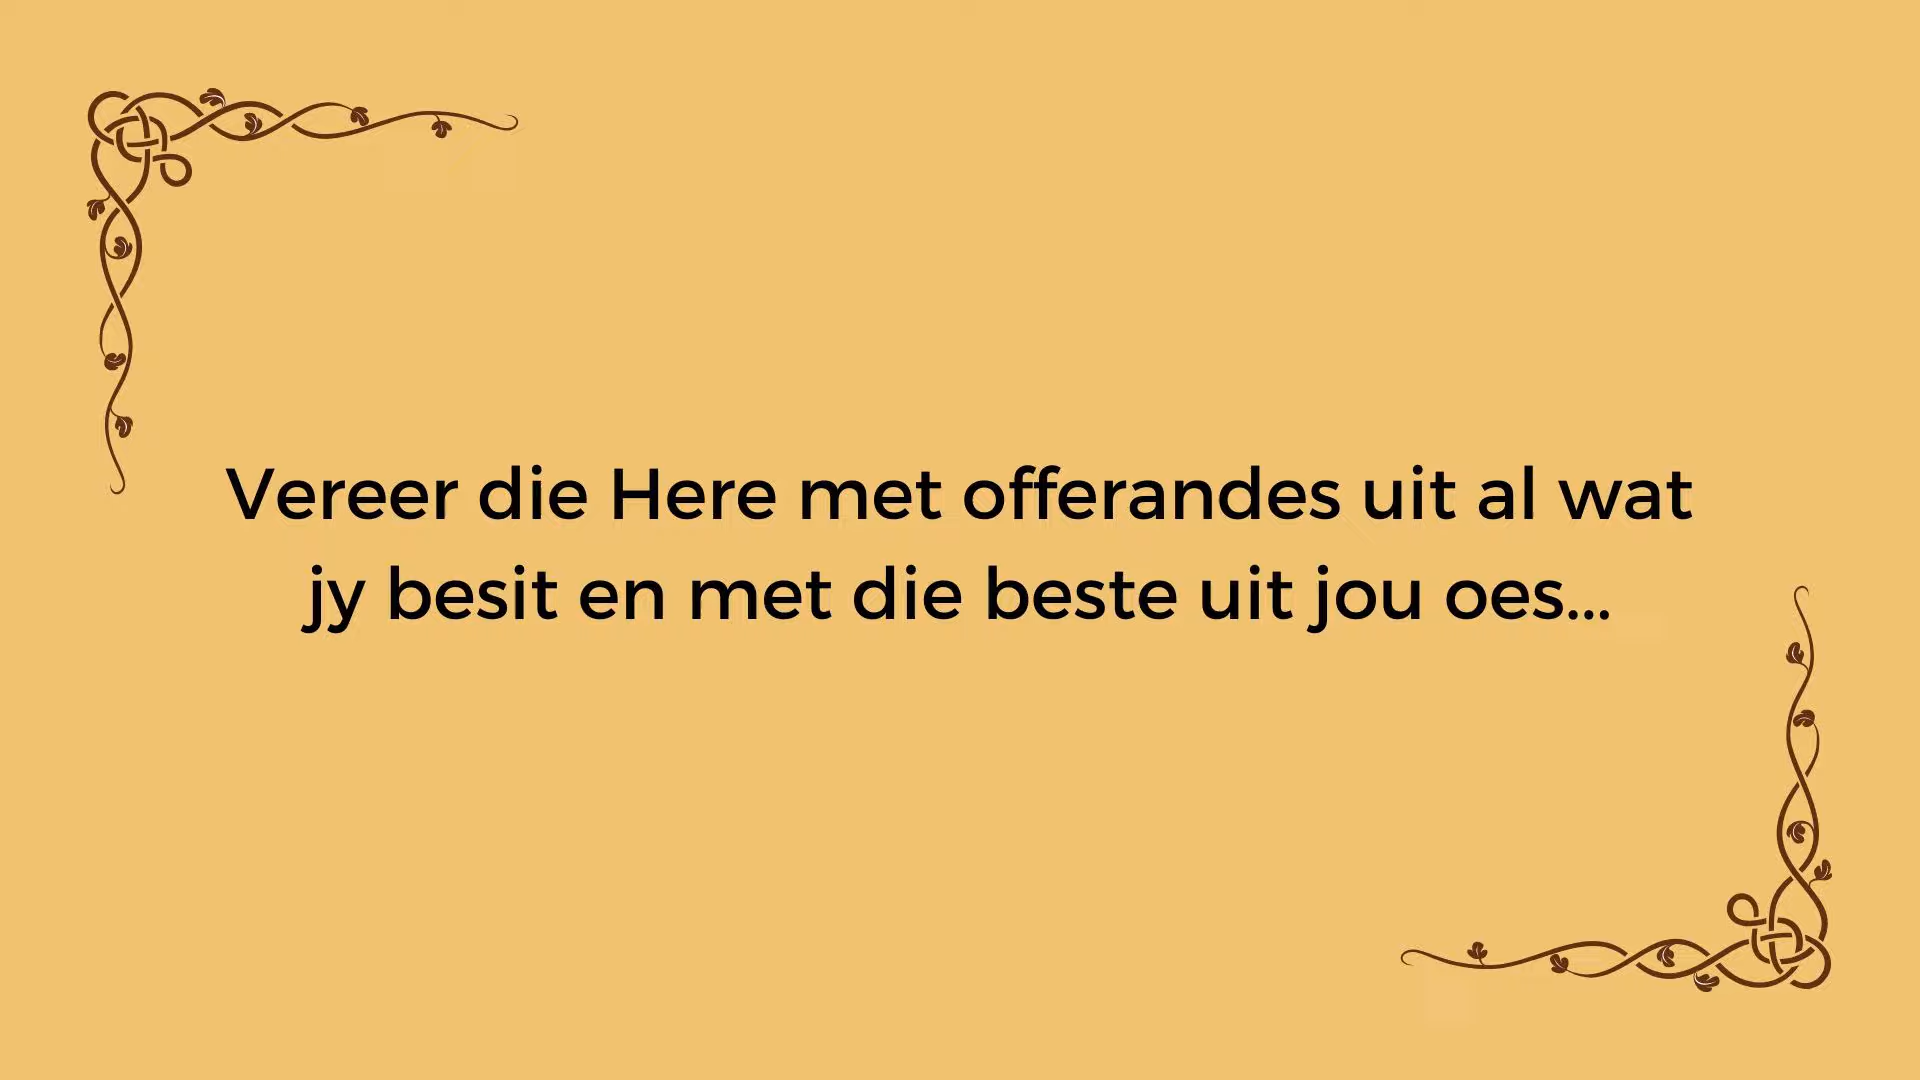 Vereer die Here met offerandes uit al wat
jy besit en met die beste uit jou oes...